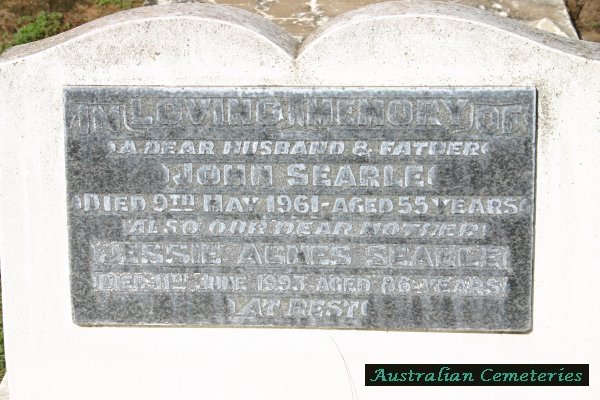 IN LOVING MEMORY OF
A DEAR HUSBAND & FATHER
JOHN SEARLE
DIED 9TH MAY 1961 - AGED 55 YEARS
ALSO OUR DEAR MOTHER
JESSIE AGNES SEARLE
DIED 11TH JUNE 1993 AGED 86 YEARS
AT REST
Australian Cemeteries